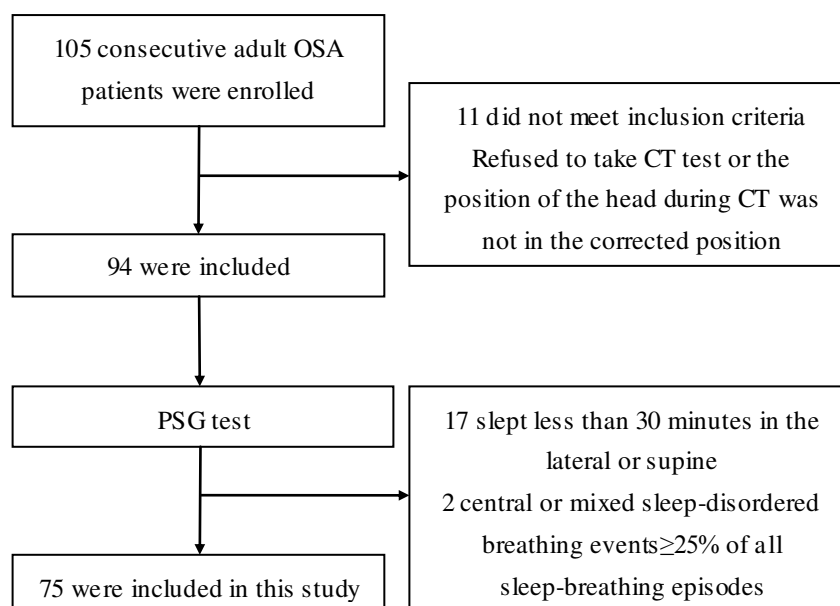 105 consecutive adult OSA
patients were enrolled
11 did not meet inclusion criteria
Refused to take CT test or the
position of the head during CT was
not in the corrected position
94 were included
PSG test
17 slept less than 30 minutes in the
lateral or supine
2 central or mixed sleep-disordered
breathing events≥25% of all
sleep-breathing episodes
75 were included in this study